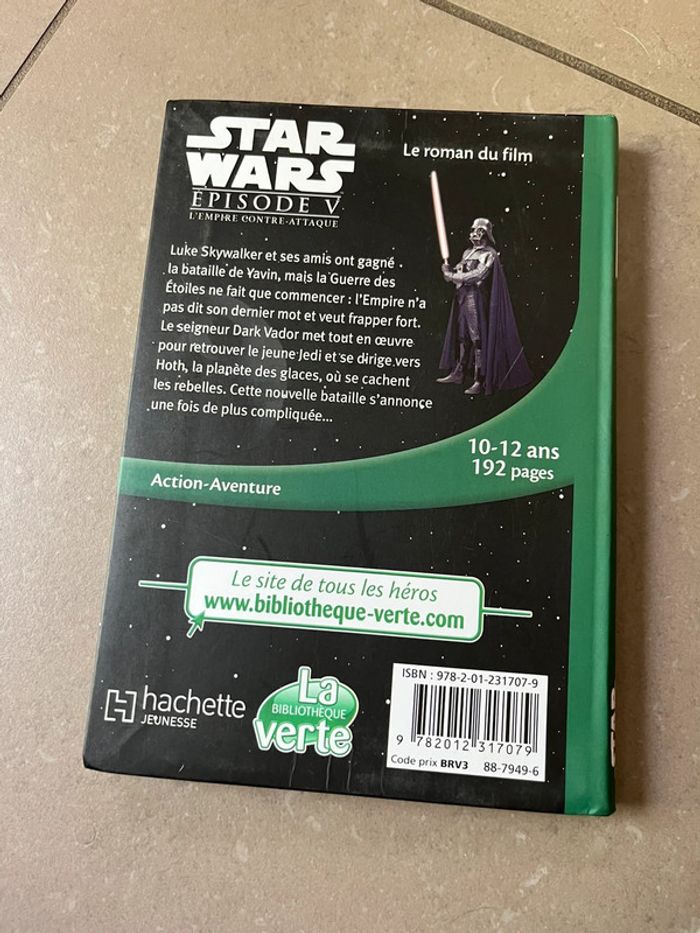 STAR
WARS
ÉPISODE V
L'EMPIRE CONTRE-ATTAQUE
Le roman du film
Luke Skywalker et ses amis ont gagné
la bataille de Yavin, mais la Guerre des
Étoiles ne fait que commencer : l'Empire n'a
pas dit son dernier mot et veut frapper fort.
Le seigneur Dark Vador met tout en œuvre
pour retrouver le jeune Jedi et se dirige vers
Hoth, la planète des glaces, où se cachent
les rebelles. Cette nouvelle bataille s'annonce
une fois de plus compliquée...
10-12 ans
192 pages
Action-Aventure
Le site de tous les héros
www.bibliotheque-verte.com
hachette
JEUNESSE
La
BIBLIOTHÈQUE
verte
ISBN : 978-2-01-231707-9
9 782012 317079
Code prix BRV3 88-7949-6
STAR